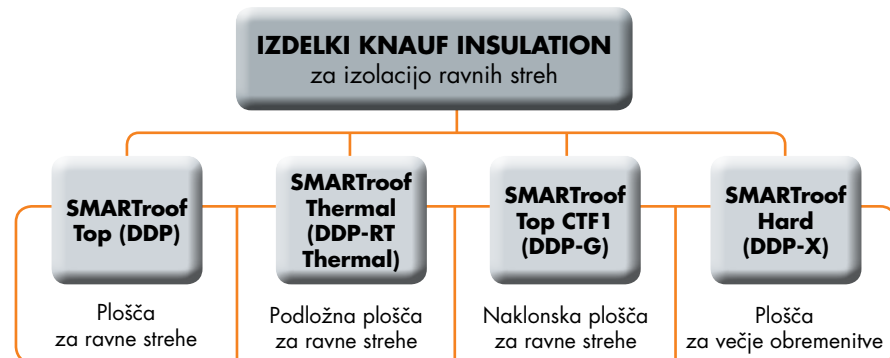 IZDELKI KNAUF INSULATION
za izolacijo ravnih streh
SMARTroof
Top (DDP)
Plošča
za ravne strehe
SMARTroof
Thermal
(DDP-RT
Thermal)
Podložna plošča
za ravne strehe
SMARTroof
Top CTF1
(DDP-G)
Naklonska plošča
za ravne strehe
SMARTroof
Hard
(DDP-X)
Plošča
za večje obremenitve